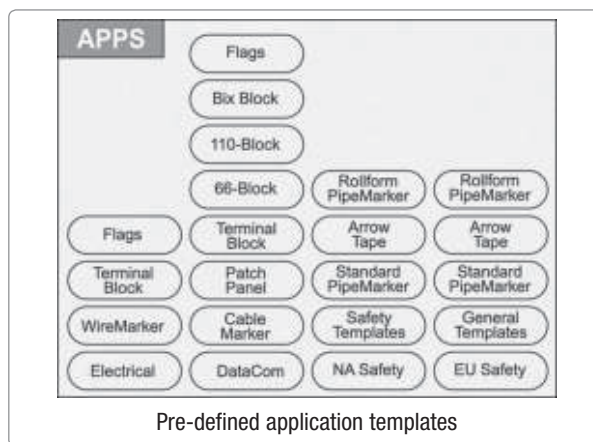 APPS
Flags
Bix Block
110-Block
66-Block
Rollform
PipeMarker
Rollform
PipeMarker
Flags
Terminal
Block
Arrow
Tape
Arrow
Tape
Terminal
Block
Patch
Panel
Standard
PipeMarker
Standard
PipeMarker
WireMarker
Cable
Marker
Safety
Templates
General
Templates
Electrical
DataCom
NA Safety
EU Safety
Pre-defined application templates